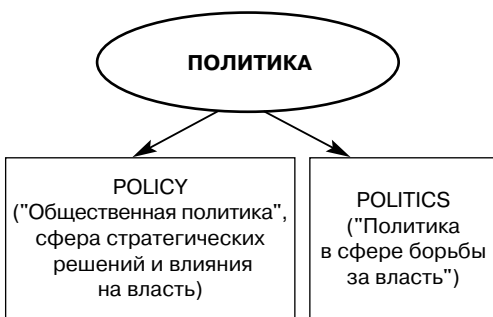 ПОЛИТИКА
POLICY
("Общественная политика",
сфера стратегических
решений и влияния
на власть)
POLITICS
("Политика
в сфере борьбы
за власть")